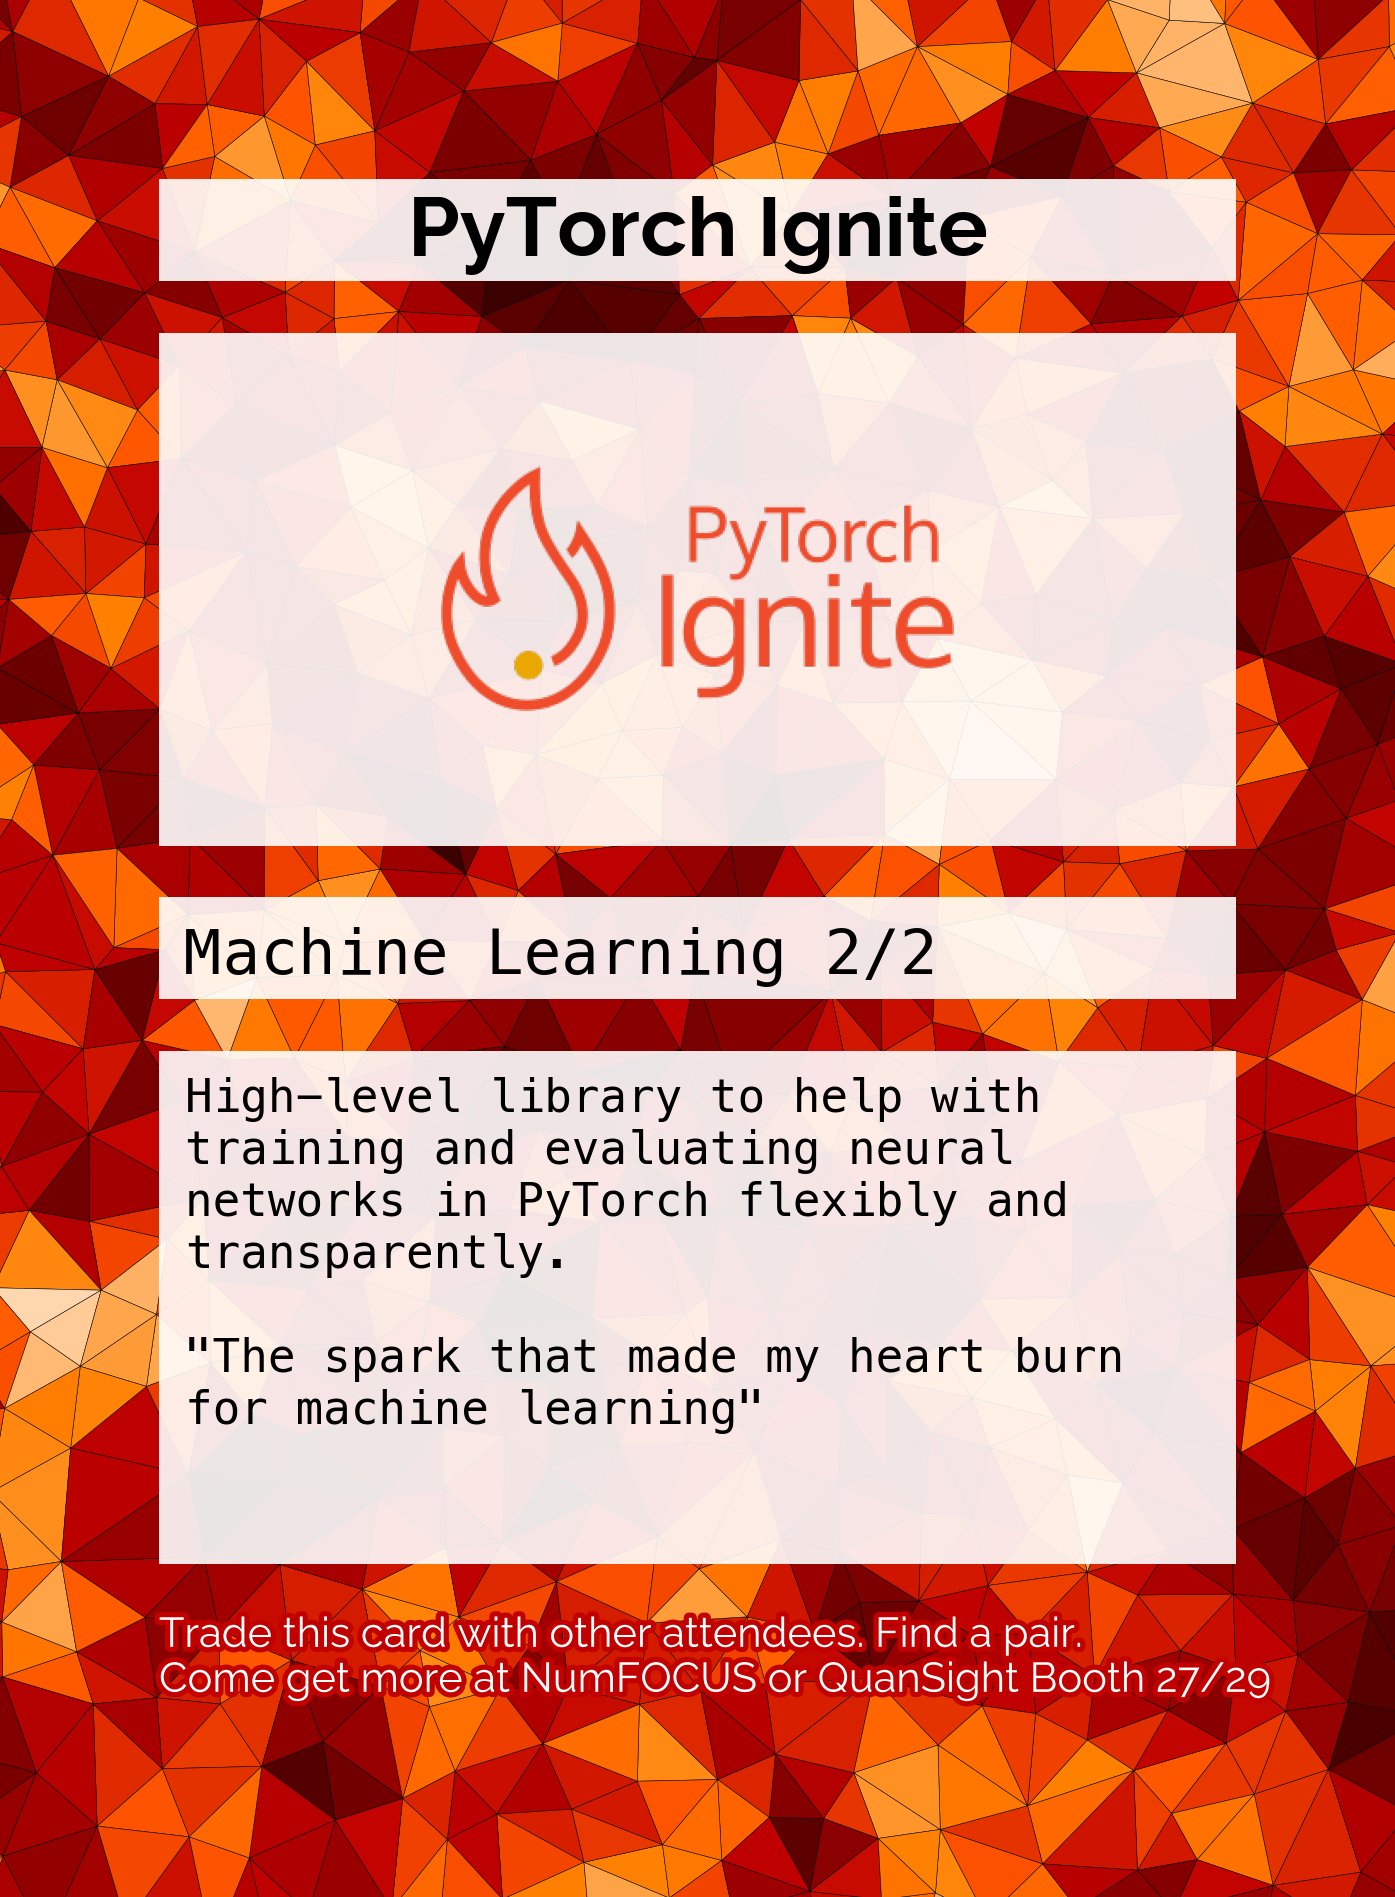 PyTorch Ignite
PyTorch
Ignite
Machine Learning 2/2
High-level library to help with
training and evaluating neural
networks in PyTorch flexibly and
transparently.
"The spark that made my heart burn
for machine learning"
Trade this card with other attendees. Find a pair.
Come get more at NumFOCUS or QuanSight Booth 27/29